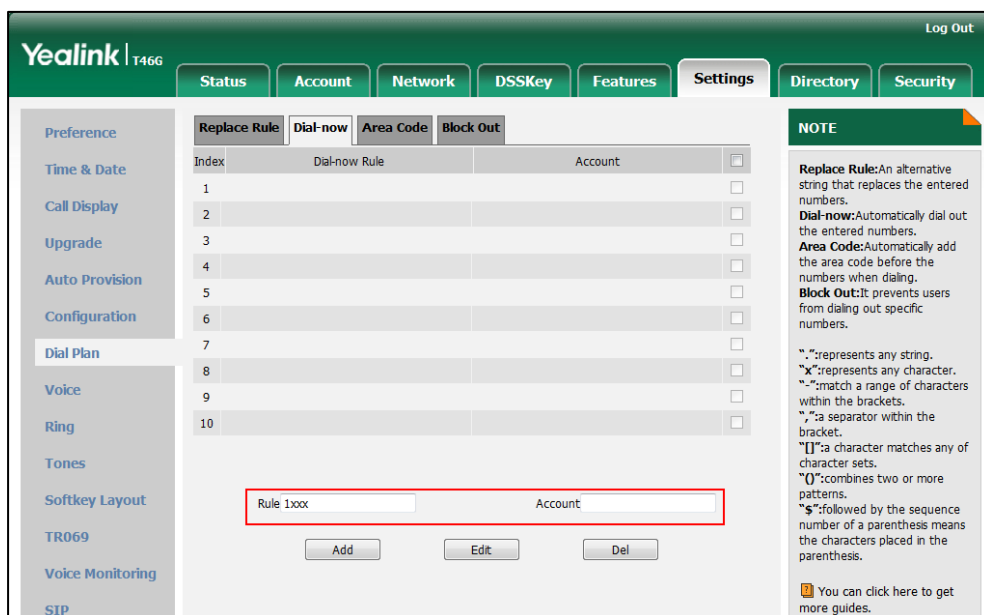 Log Out
Yealink T46G
Status Account Network DSSKey Features Settings Directory Security
Preference
Time & Date
Call Display
Upgrade
Auto Provision
Configuration
Dial Plan
Voice
Ring
Tones
Softkey Layout
TR069
Voice Monitoring
SIP
Replace Rule Dial-now Area Code Block Out
Index Dial-now Rule Account
1
2
3
4
5
6
7
8
9
10
Rule 1xxx Account
Add Edit Del
NOTE
Replace Rule:An alternative
string that replaces the entered
numbers.
Dial-now:Automatically dial out
the entered numbers.
Area Code:Automatically add
the area code before the
numbers when dialing.
Block Out:It prevents users
from dialing out specific
numbers.
".":represents any string.
"x":represents any character.
"-":match a range of characters
within the brackets.
",":a separator within the
bracket.
"[]":a character matches any of
character sets.
"()":combines two or more
patterns.
"$":followed by the sequence
number of a parenthesis means
the characters placed in the
parenthesis.
You can click here to get
more guides.